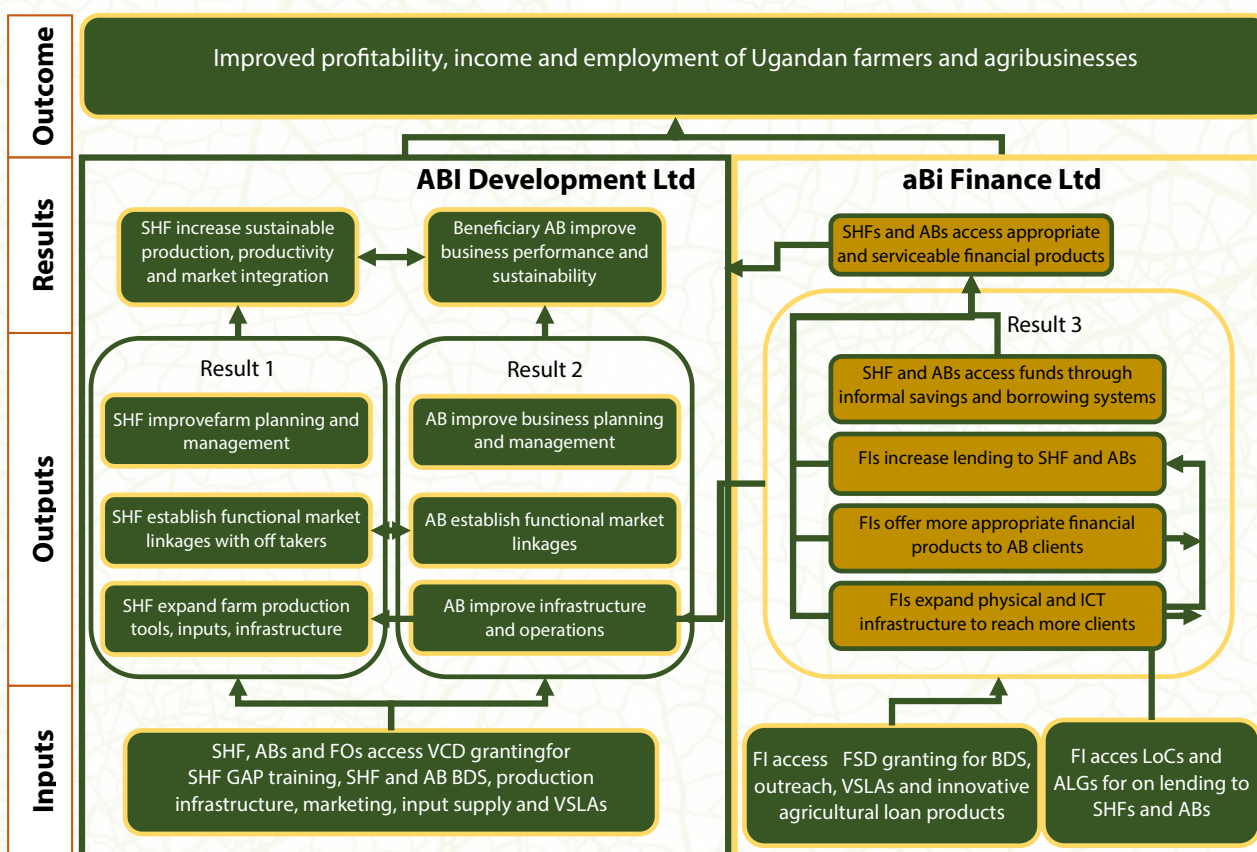 Outcome
Improved profitability, income and employment of Ugandan farmers and agribusinesses
Results
ABI Development Ltd
SHF increase sustainable
production, productivity
and market integration
Beneficiary AB improve
business performance and
sustainability
aBi Finance Ltd
SHFs and ABs access appropriate
and serviceable financial products
Outputs
Result 1
SHF improvefarm planning and
management
SHF establish functional market
linkages with off takers
SHF expand farm production
tools, inputs, infrastructure
Result 2
AB improve business planning
and management
AB establish functional market
linkages
AB improve infrastructure
and operations
Result 3
SHF and ABs access funds through
informal savings and borrowing systems
FIs increase lending to SHF and ABs
FIs offer more appropriate financial
products to AB clients
FIs expand physical and ICT
infrastructure to reach more clients
Inputs
SHF, ABs and FOs access VCD grantingfor
SHF GAP training, SHF and AB BDS, production
infrastructure, marketing, input supply and VSLAs
FI access FSD granting for BDS,
outreach, VSLAs and innovative
agricultural loan products
FI acces LoCs and
ALGs for on lending to
SHFs and ABs